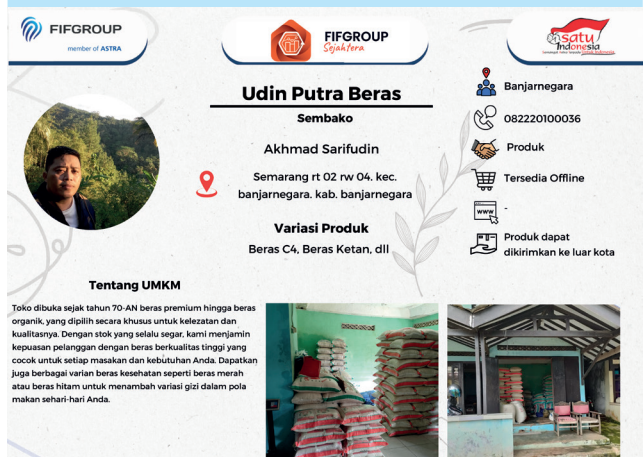 FIFGROUP
member of ASTRA
FIFGROUP
Sejahtera
satu
Indonesia
Udin Putra Beras
Sembako
Akhmad Sarifudin
Semarang rt 02 rw 04. kec.
banjarnegara. kab. banjarnegara
Variasi Produk
Beras C4, Beras Ketan, dll
Banjarnegara
082220100036
Produk
Tersedia Offline
www
-
Produk dapat
dikirimkan ke luar kota
Tentang UMKM
Toko dibuka sejak tahun 70-AN beras premium hingga beras
organik, yang dipilih secara khusus untuk kelezatan dan
kualitasnya. Dengan stok yang selalu segar, kami menjamin
kepuasan pelanggan dengan beras berkualitas tinggi yang
cocok untuk setiap masakan dan kebutuhan Anda. Dapatkan
juga berbagai varian beras kesehatan seperti beras merah
atau beras hitam untuk menambah variasi gizi dalam pola
makan sehari-hari Anda.